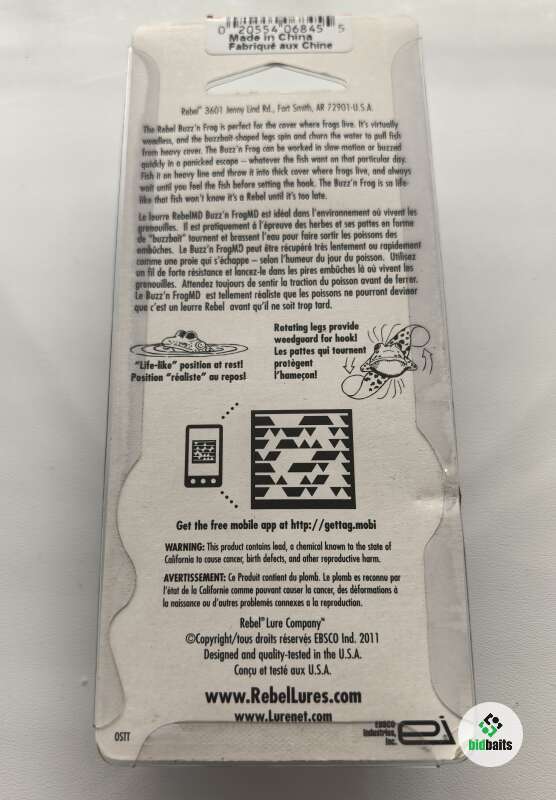 0 20554 06845 5
Made in China
Fabriqué aux Chine
Rebel® 3601 Jenny Lind Rd., Fort Smith, AR 72901-U.S.A.
The Rebel Buzz'n Frog is perfect for the cover where frogs live. It's virtually
weedless, and the buzzbait-shaped legs spin and churn the water to pull fish
from heavy cover. The Buzz'n Frog can be worked in slow-motion or buzzed
quickly in a panicked escape – whatever the fish want on that particular day.
Fish it on heavy line and throw it into thick cover where frogs live, and always
wait until you feel the fish before setting the hook. The Buzz'n Frog is so life-
like that fish won't know it's a Rebel until it's too late.
Le leurre RebelMD Buzz'n FrogMD est idéal dans l'environnement où vivent les
grenouilles. Il est pratiquement à l'épreuve des herbes et ses pattes en forme
de "buzzbait" tournent et brassent l'eau pour faire sortir les poissons des
embûches. Le Buzz'n FrogMD peut être récupéré très lentement ou rapidement
comme une proie qui s'échappe – selon l'humeur du jour du poisson. Utilisez
un fil de forte résistance et lancez-le dans les pires embûches là où vivent les
grenouilles. Attendez toujours de sentir la traction du poisson avant de ferrer.
Le Buzz'n FrogMD est tellement réaliste que les poissons ne pourront deviner
que c'est un leurre Rebel avant qu'il ne soit trop tard.
Rotating legs provide
weedguard for hook!
Les pattes qui tournent
protègent
l'hameçon!
"Life-like" position at rest!
Position "réaliste" au repos!
Get the free mobile app at http://gettag.mobi
WARNING: This product contains lead, a chemical known to the state of
California to cause cancer, birth defects, and other reproductive harm.
AVERTISSEMENT: Ce Produit contient du plomb. Le plomb es reconnu par
l'état de la Californie comme pouvant causer la cancer, des déformations à
la naissance ou d'autres problémes connexes a la reproduction.
Rebel® Lure Company™
©Copyright/tous droits réservés EBSCO Ind. 2011
Designed and quality-tested in the U.S.A.
Conçu et testé aux U.S.A.
www.RebelLures.com
www.Lurenet.com
OSTT
EBSCO
Industries,
Inc.
ei
bidbaits